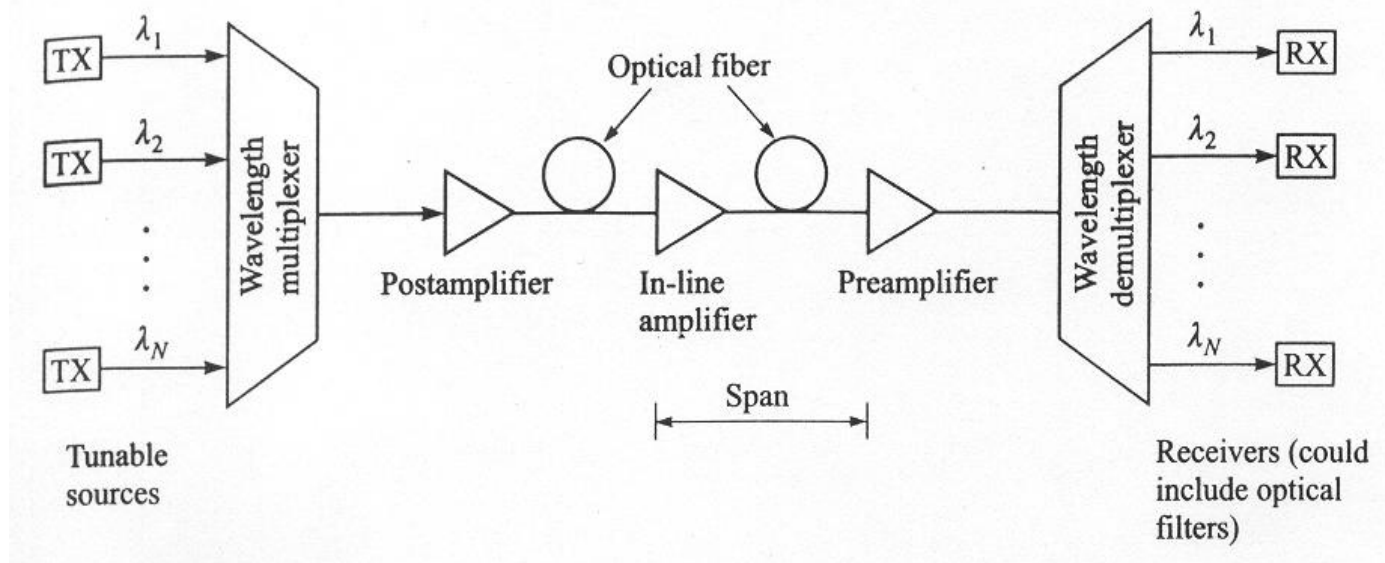 TX
λ1
TX
λ2
TX
λN
Tunable
sources
Wavelength
multiplexer
Optical fiber
Postamplifier
In-line
amplifier
Preamplifier
Span
Wavelength
demultiplexer
λ1
RX
λ2
RX
λN
RX
Receivers (could
include optical
filters)